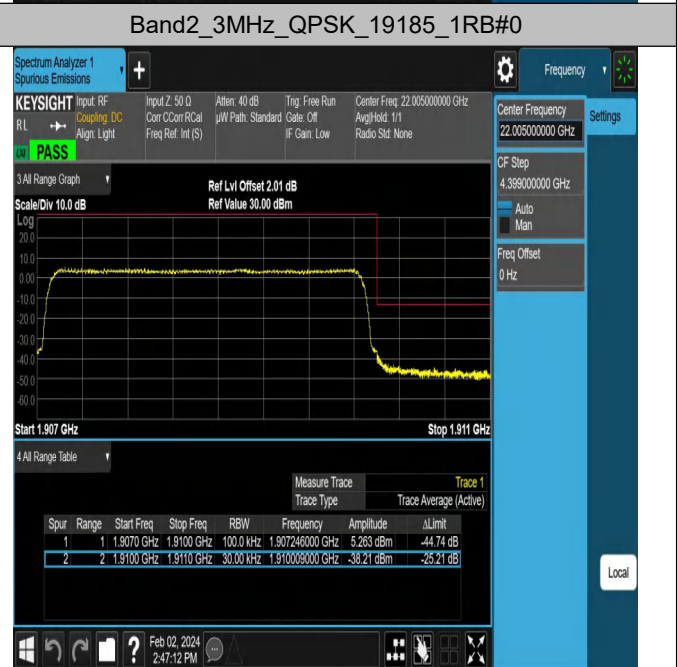 Band2_3MHz_QPSK_19185_1RB#0
Spectrum Analyzer 1
Spurious Emissions
+
Frequency
KEYSIGHT
RL
PASS
Input: RF
Coupling: DC
Align: Light
Input Z: 50 Ω
Corr CCorr RCal
Freq Ref: Int (S)
Atten: 40 dB
µW Path: Standard
Trig: Free Run
Gate: Off
IF Gain: Low
Center Freq: 22.005000000 GHz
Avg|Hold: 1/1
Radio Std: None
Center Frequency
22.005000000 GHz
Settings
CF Step
4.399000000 GHz
Auto
Man
Freq Offset
0 Hz
3 All Range Graph
Ref Lvl Offset 2.01 dB
Scale/Div 10.0 dB
Ref Value 30.00 dBm
Log
20.0
10.0
0.00
-10.0
-20.0
-30.0
-40.0
-50.0
-60.0
Start 1.907 GHz
Stop 1.911 GHz
4 All Range Table
Measure Trace Trace 1
Trace Type Trace Average (Active)
Spur Range Start Freq Stop Freq RBW Frequency Amplitude ΔLimit
1 1 1.9070 GHz 1.9100 GHz 100.0 kHz 1.907246000 GHz 5.263 dBm -44.74 dB
2 2 1.9100 GHz 1.9110 GHz 30.00 kHz 1.910009000 GHz -38.21 dBm -25.21 dB
Local
?
Feb 02, 2024
2:47:12 PM